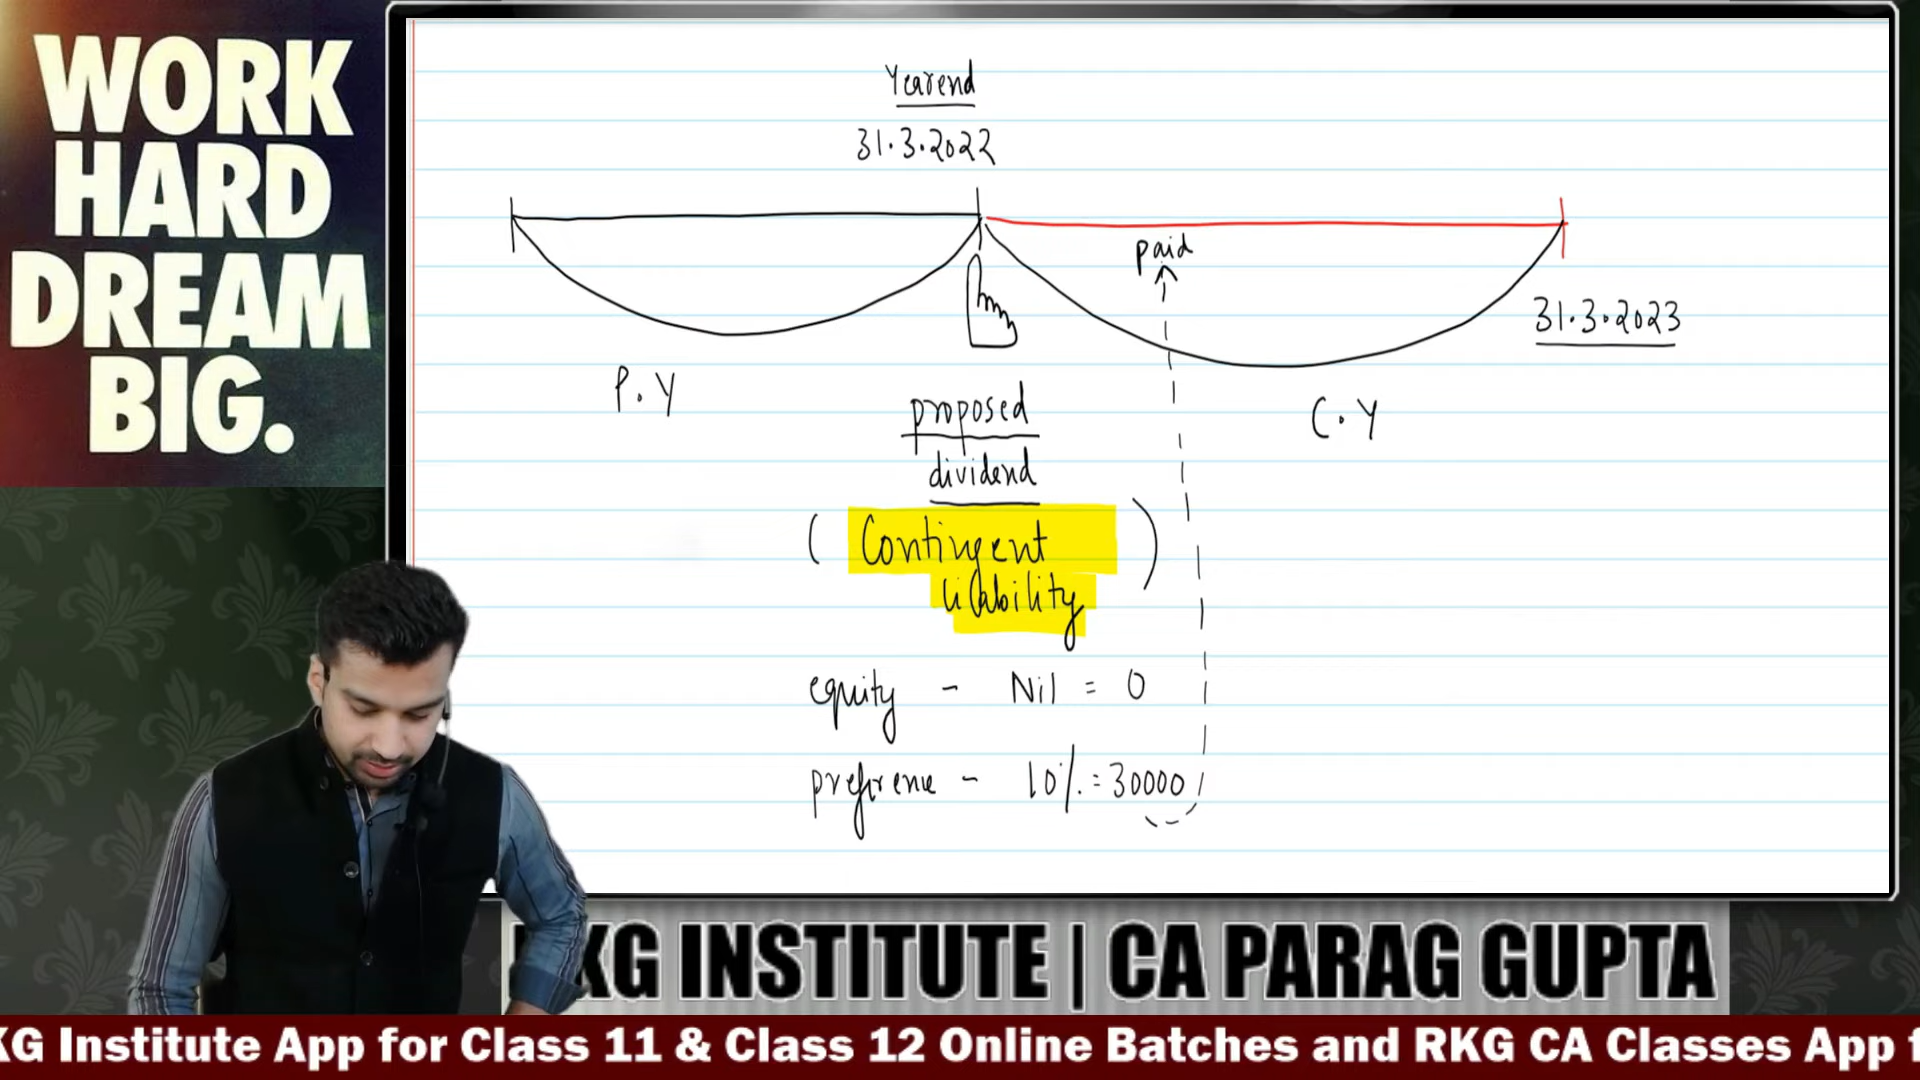 WORK
HARD
DREAM
BIG.
Yearend
31.3.2022
paid
31.3.2023
P.Y
C.Y
proposed
dividend
( Contingent )
liability
equity - Nil = 0
preference - 10% = 30000
KG INSTITUTE | CA PARAG GUPTA
KG Institute App for Class 11 & Class 12 Online Batches and RKG CA Classes App f